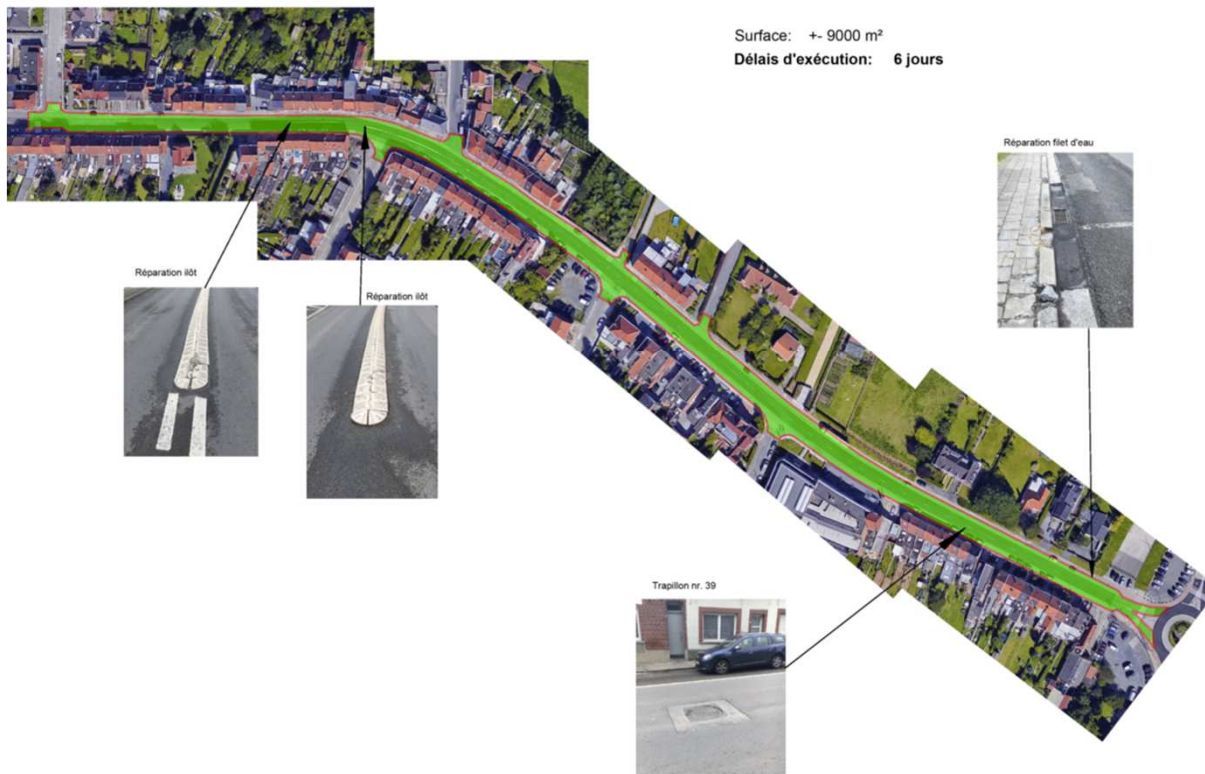 Surface: +- 9000 m²
Délais d'exécution: 6 jours
Réparation filet d'eau
Réparation ilôt
Réparation ilôt
Trapillon nr. 39